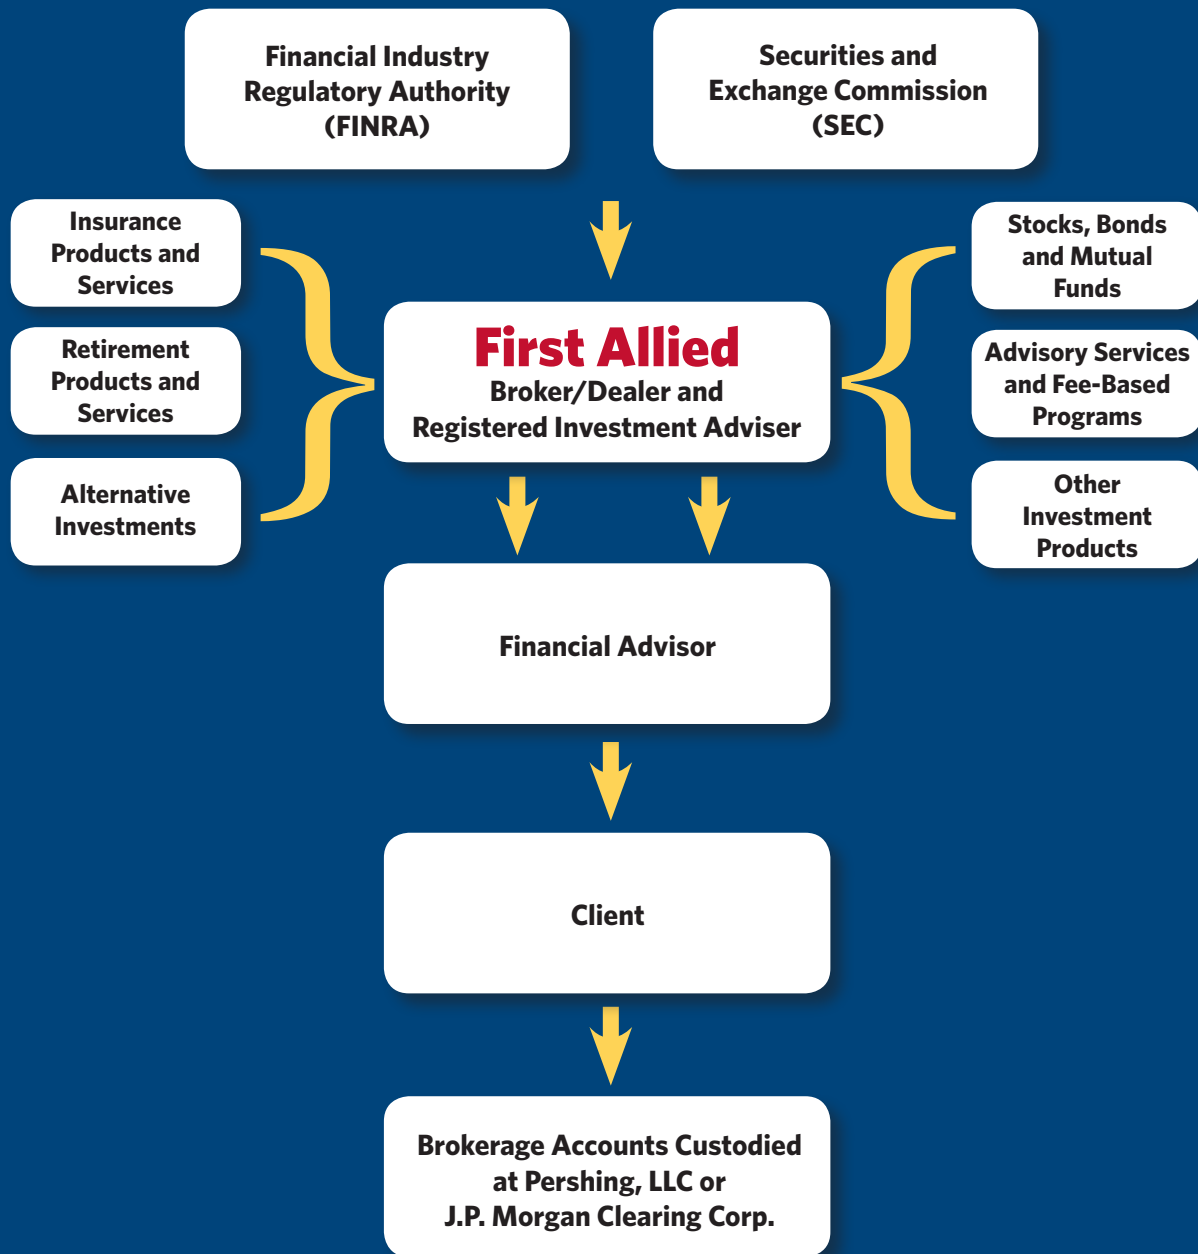 Financial Industry
Regulatory Authority
(FINRA)
Securities and
Exchange Commission
(SEC)
Insurance
Products and
Services
Retirement
Products and
Services
Alternative
Investments
First Allied
Broker/Dealer and
Registered Investment Adviser
Stocks, Bonds
and Mutual
Funds
Advisory Services
and Fee-Based
Programs
Other
Investment
Products
Financial Advisor
Client
Brokerage Accounts Custodied
at Pershing, LLC or
J.P. Morgan Clearing Corp.